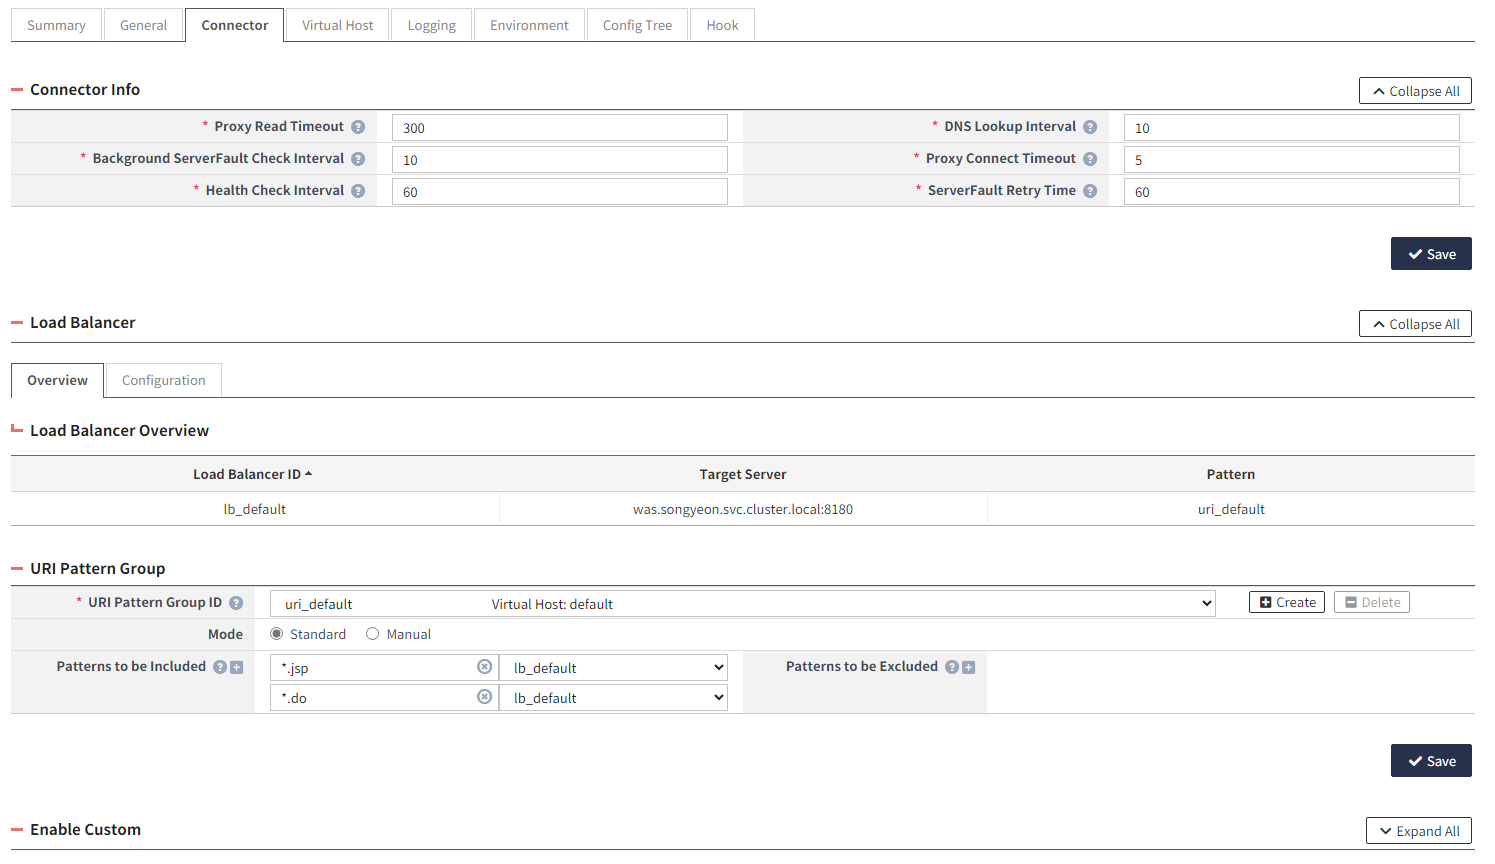 Summary General Connector Virtual Host Logging Environment Config Tree Hook
Connector Info Collapse All
* Proxy Read Timeout ? 300 * DNS Lookup Interval ? 10
* Background ServerFault Check Interval ? 10 * Proxy Connect Timeout ? 5
* Health Check Interval ? 60 * ServerFault Retry Time ? 60
Save
Load Balancer Collapse All
Overview Configuration
Load Balancer Overview
Load Balancer ID Target Server Pattern
lb_default was.songyeon.svc.cluster.local:8180 uri_default
URI Pattern Group
* URI Pattern Group ID ? uri_default Virtual Host: default Create Delete
Mode Standard Manual
Patterns to be Included ? *.jsp lb_default Patterns to be Excluded ?
*.do lb_default
Save
Enable Custom Expand All